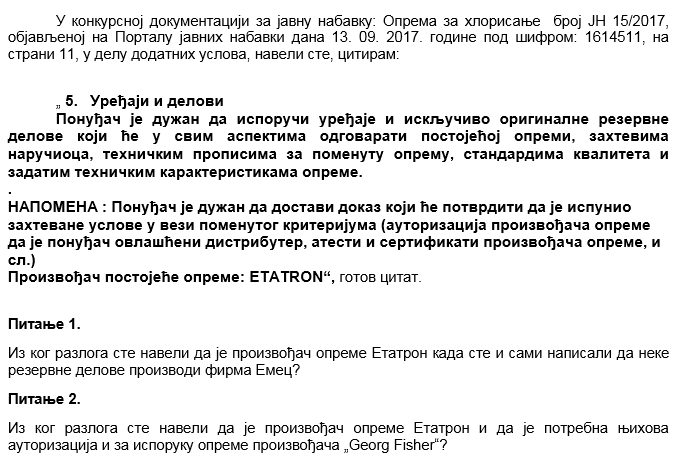 У конкурсној документацији за јавну набавку: Опрема за хлорисање број ЈН 15/2017,
објављеној на Порталу јавних набавки дана 13. 09. 2017. године под шифром: 1614511, на
страни 11, у делу додатних услова, навели сте, цитирам:
„ 5. Уређаји и делови
Понуђач је дужан да испоручи уређаје и искључиво оригиналне резервне
делове који ће у свим аспектима одговарати постојећој опреми, захтевима
наручиоца, техничким прописима за поменуту опрему, стандардима квалитета и
задатим техничким карактеристикама опреме.
.
НАПОМЕНА : Понуђач је дужан да достави доказ који ће потврдити да је испунио
захтеване услове у вези поменутог критеријума (ауторизација произвођача опреме
да је понуђач овлашћени дистрибутер, атести и сертификати произвођача опреме, и
сл.)
Произвођач постојеће опреме: ETATRON“, готов цитат.
Питање 1.
Из ког разлога сте навели да је произвођач опреме Етатрон када сте и сами написали да неке
резервне делове производи фирма Емец?
Питање 2.
Из ког разлога сте навели да је произвођач опреме Етатрон и да је потребна њихова
ауторизација и за испоруку опреме произвођача „Georg Fisher“?